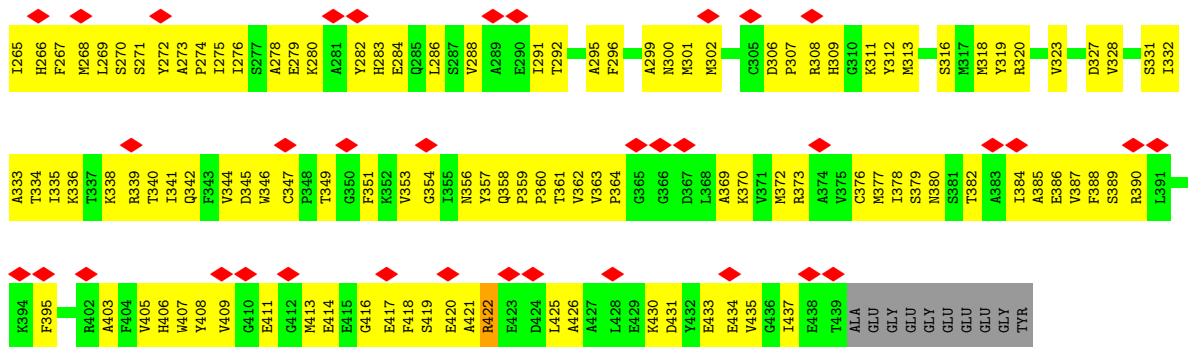 I265 H266 F267 M268 L269 S270 S271 Y272 A273 P274 I275 I276 S277 A278 E279 K280 A281 Y282 H283 E284 Q285 L286 S287 V288 A289 E290 I291 T292 A295 F296 A299 N300 M301 M302 C305 D306 P307 R308 H309 G310 K311 Y312 M313 S316 M317 M318 Y319 R320 V323 D327 V328 S331 I332
A333 T334 I335 K336 T337 K338 R339 T340 I341 Q342 F343 V344 D345 W346 C347 P348 T349 G350 F351 K352 V353 G354 I355 N356 Y357 Q358 P359 P360 T361 V362 V363 P364 G365 G366 D367 L368 A369 K370 V371 M372 R373 A374 V375 C376 M377 I378 S379 N380 S381 T382 A383 I384 A385 E386 V387 F388 S389 R390 L391
K394 F395 R402 A403 F404 V405 H406 W407 Y408 V409 G410 E411 G412 M413 E414 E415 G416 E417 F418 S419 E420 A421 R422 E423 D424 L425 A426 A427 L428 E429 K430 D431 Y432 E433 E434 V435 G436 I437 E438 T439 ALA GLU GLY GLU GLY GLU GLU GLU GLY TYR